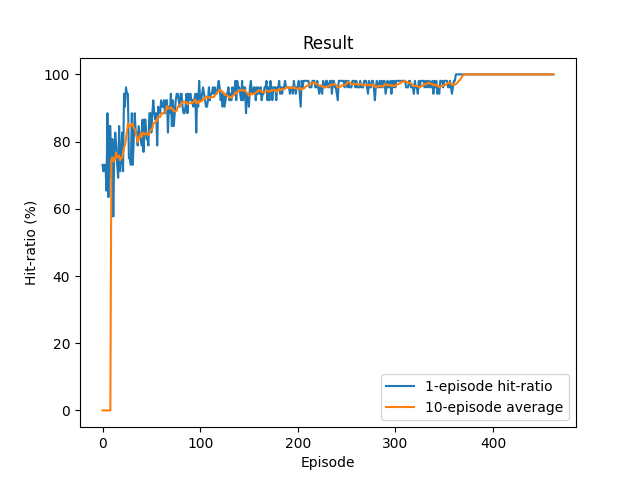 Result
100
80
60
40
20
0
Hit-ratio (%)
0
100
200
300
400
Episode
1-episode hit-ratio
10-episode average